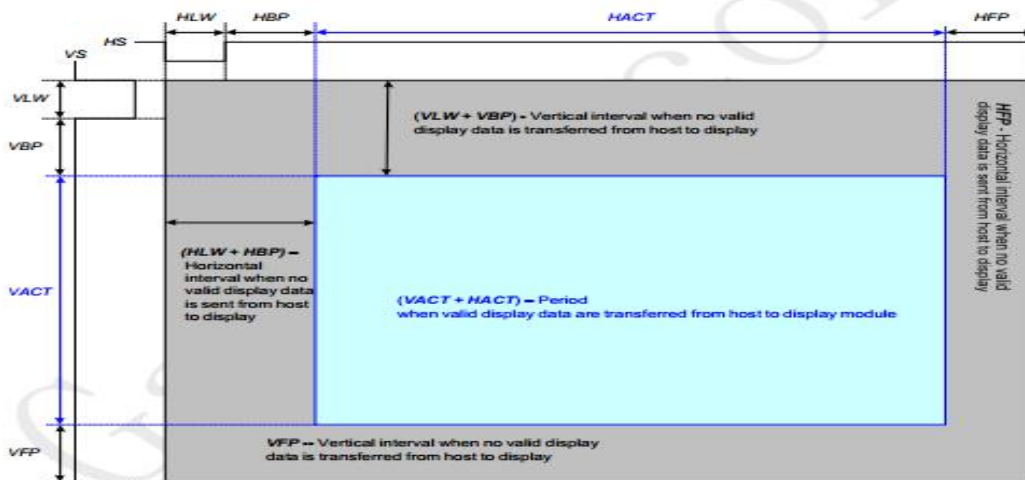 HLW HBP HACT HFP
HS
VS
VLW
(VLW + VBP) - Vertical interval when no valid
display data is transferred from host to display
VBP
HFP - Horizontal interval when no valid
display data is sent from host to display
(HLW + HBP) –
Horizontal
interval when no
valid display data
is sent from host
to display
VACT
(VACT + HACT) – Period
when valid display data are transferred from host to display module
VFP – Vertical interval when no valid display
data is transferred from host to display
VFP